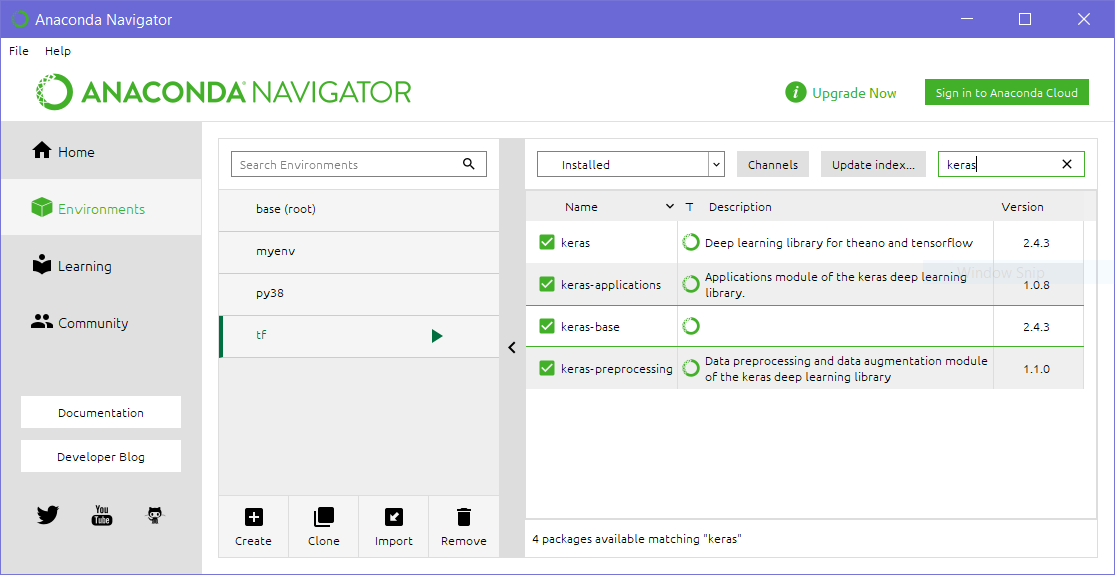 Anaconda Navigator
File Help
ANACONDA NAVIGATOR
i Upgrade Now
Sign in to Anaconda Cloud
Home
Environments
Learning
Community
Documentation
Developer Blog
You
Tube
Search Environments
base (root)
myenv
py38
tf
Create Clone Import Remove
Installed Channels Update index... keras
Name T Description Version
keras Deep learning library for theano and tensorflow 2.4.3
Window Snip
keras-applications Applications module of the keras deep learning
library. 1.0.8
keras-base 2.4.3
keras-preprocessing Data preprocessing and data augmentation module
of the keras deep learning library 1.1.0
4 packages available matching "keras"